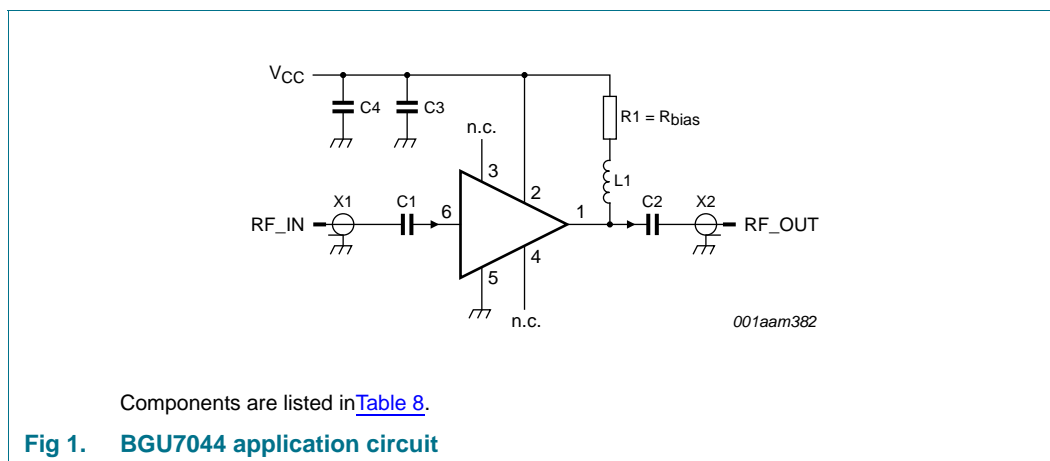 VCC
C4
C3
R1 = Rbias
n.c.
3
2
L1
X1
C1
C2
X2
RF_IN
6
1
RF_OUT
4
5
n.c.
001aam382
Components are listed inTable 8.
Fig 1. BGU7044 application circuit